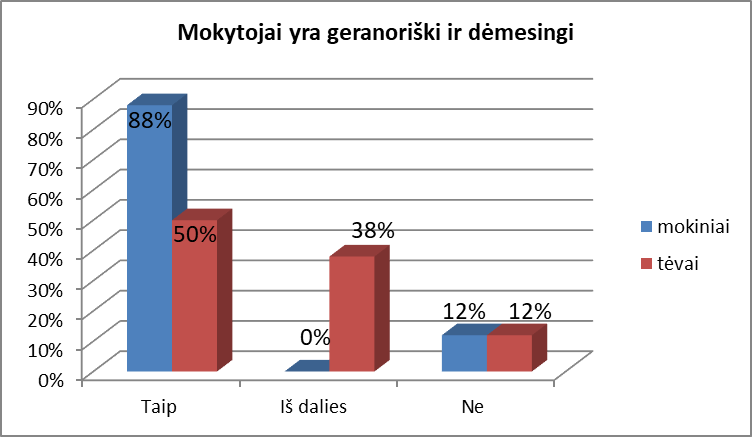 Mokytojai yra geranoriški ir dėmesingi
90%
80%
70%
60%
50%
40%
30%
20%
10%
0%
88%
50%
0%
38%
12%
12%
Taip
Iš dalies
Ne
mokiniai
tėvai